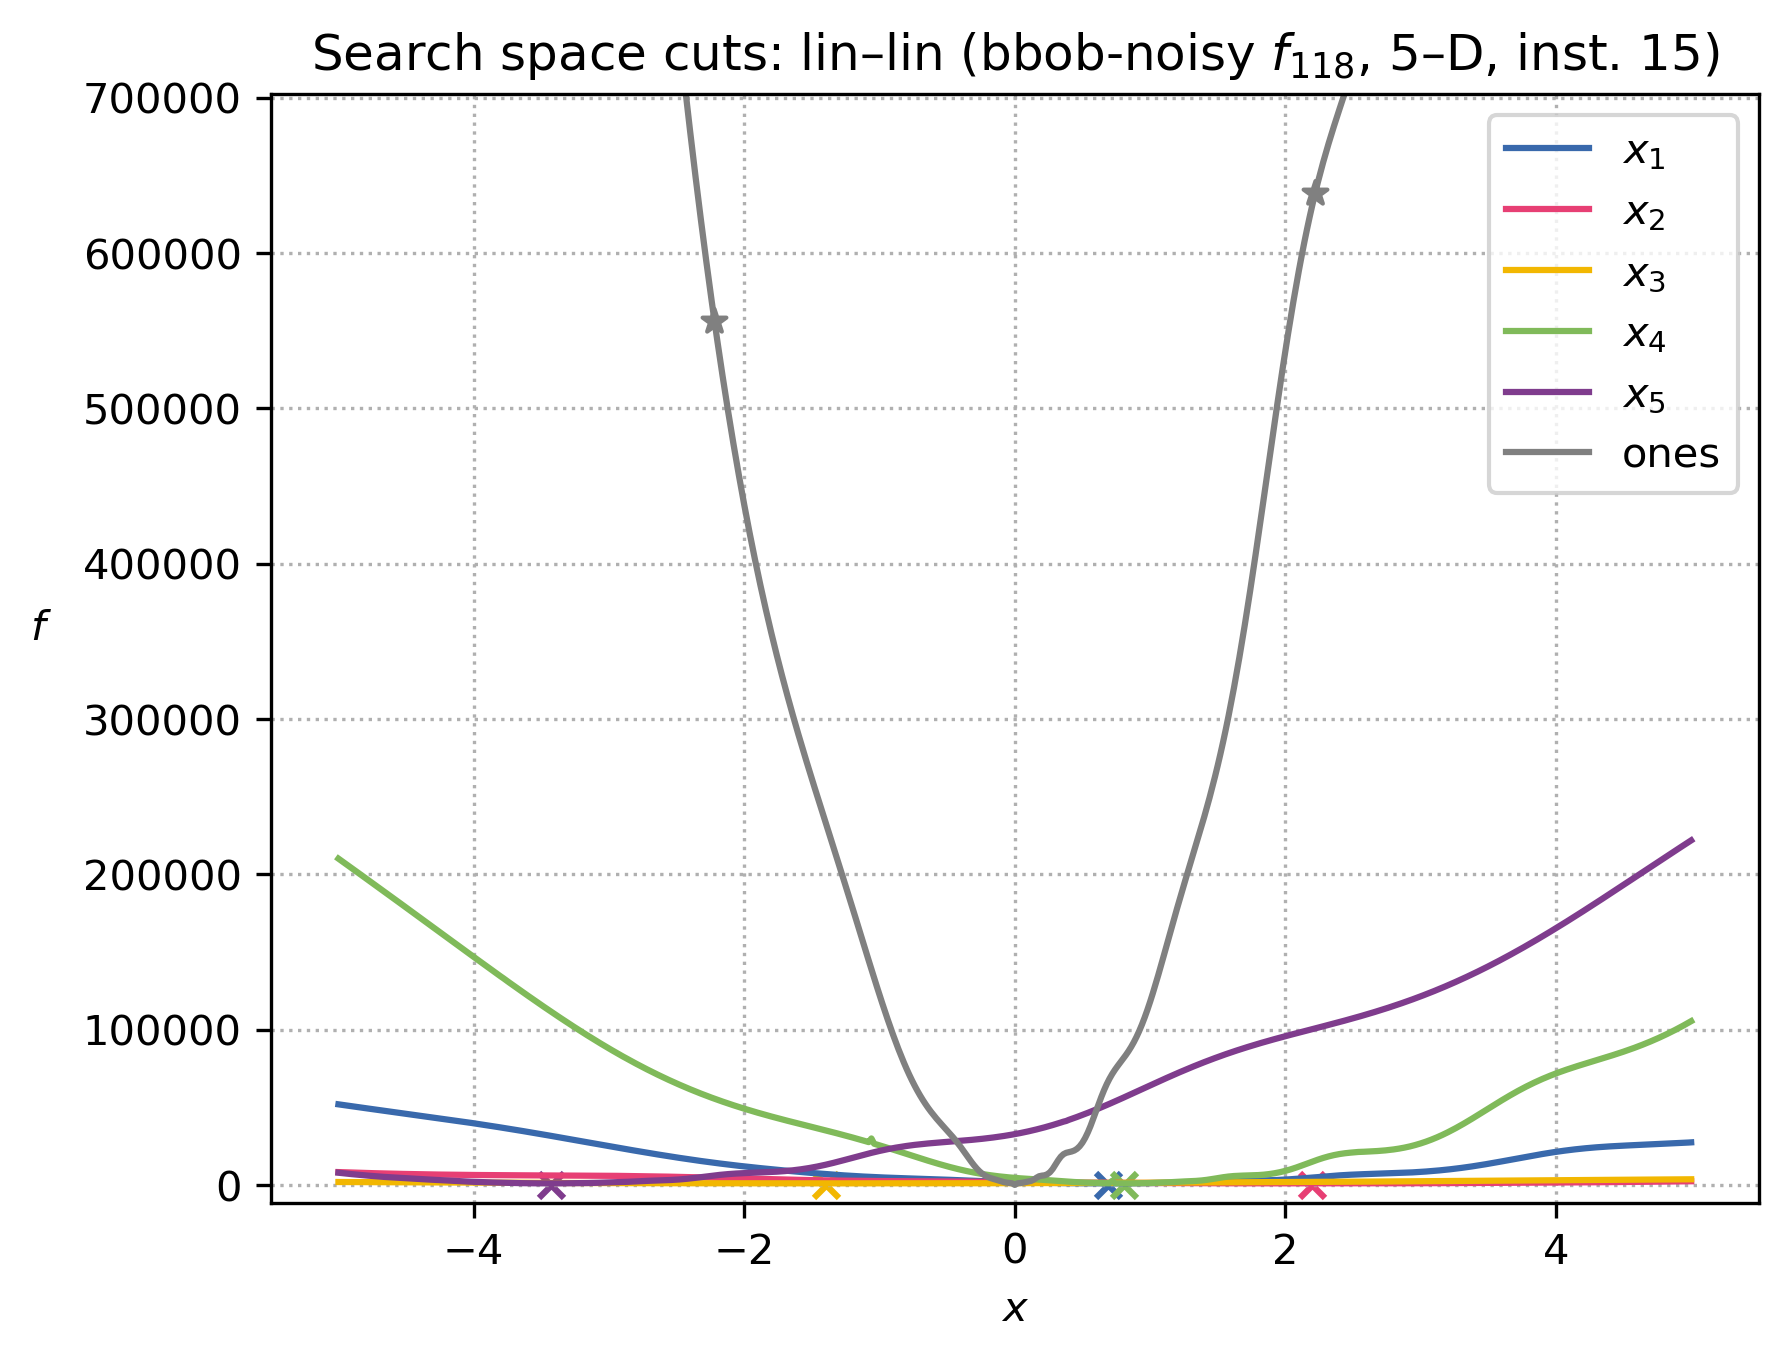 Search space cuts: lin–lin (bbob-noisy f₁₁₈, 5–D, inst. 15)
700000
600000
500000
400000
300000
200000
100000
0
f
−4 −2 0 2 4
x
x₁
x₂
x₃
x₄
x₅
ones